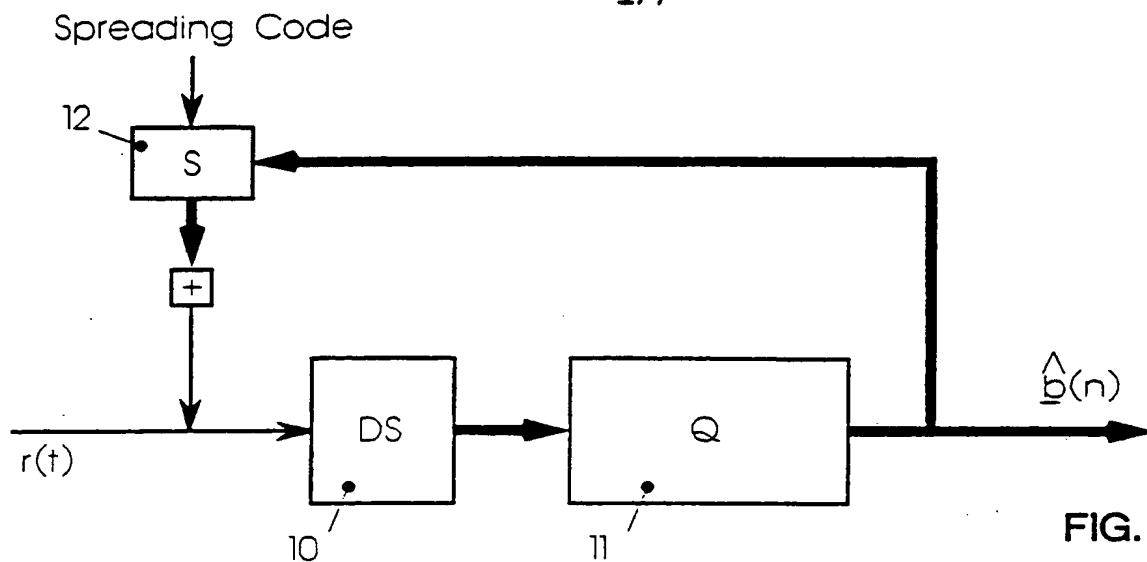 Spreading Code
12
S
+
r(t)
DS
Q
b̲̂(n)
10
11
FIG.